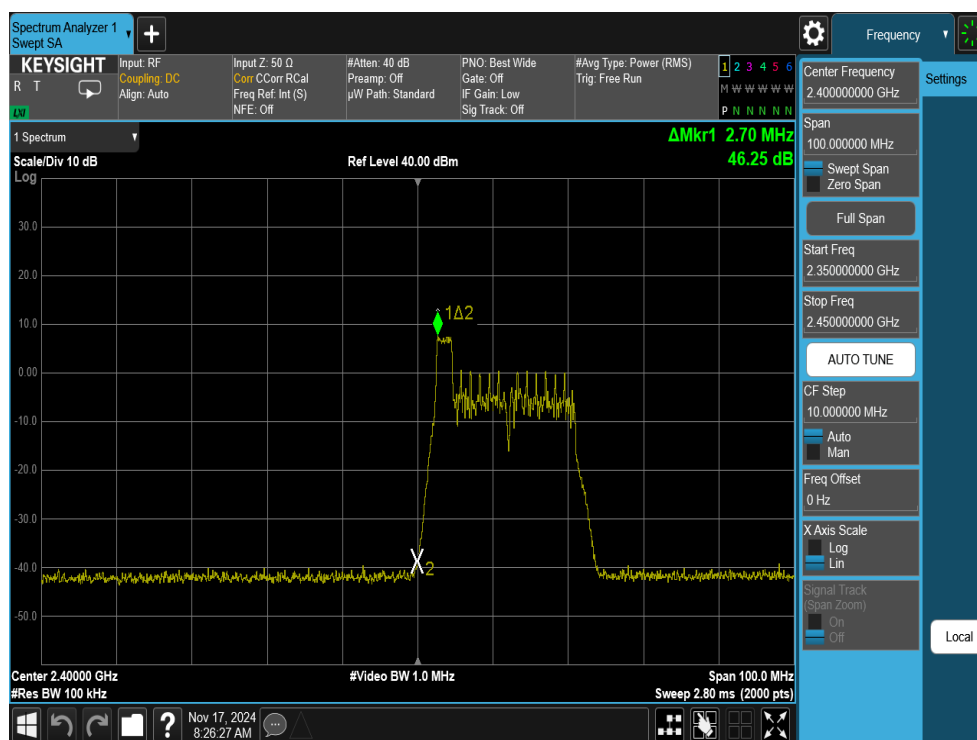 Spectrum Analyzer 1
Swept SA
Frequency
KEYSIGHT
R T
LXI
Input: RF
Coupling: DC
Align: Auto
Input Z: 50 Ω
Corr CCorr RCal
Freq Ref: Int (S)
NFE: Off
#Atten: 40 dB
Preamp: Off
µW Path: Standard
PNO: Best Wide
Gate: Off
IF Gain: Low
Sig Track: Off
#Avg Type: Power (RMS)
Trig: Free Run
1 2 3 4 5 6
M W W W W W
P N N N N N
1 Spectrum
Scale/Div 10 dB
Log
Ref Level 40.00 dBm
ΔMkr1 2.70 MHz
46.25 dB
30.0
20.0
10.0
0.00
-10.0
-20.0
-30.0
-40.0
-50.0
1Δ2
2
Center 2.40000 GHz
#Res BW 100 kHz
#Video BW 1.0 MHz
Span 100.0 MHz
Sweep 2.80 ms (2000 pts)
Nov 17, 2024
8:26:27 AM
Center Frequency
2.400000000 GHz
Span
100.000000 MHz
Swept Span
Zero Span
Full Span
Start Freq
2.350000000 GHz
Stop Freq
2.450000000 GHz
AUTO TUNE
CF Step
10.000000 MHz
Auto
Man
Freq Offset
0 Hz
X Axis Scale
Log
Lin
Signal Track
(Span Zoom)
On
Off
Settings
Local